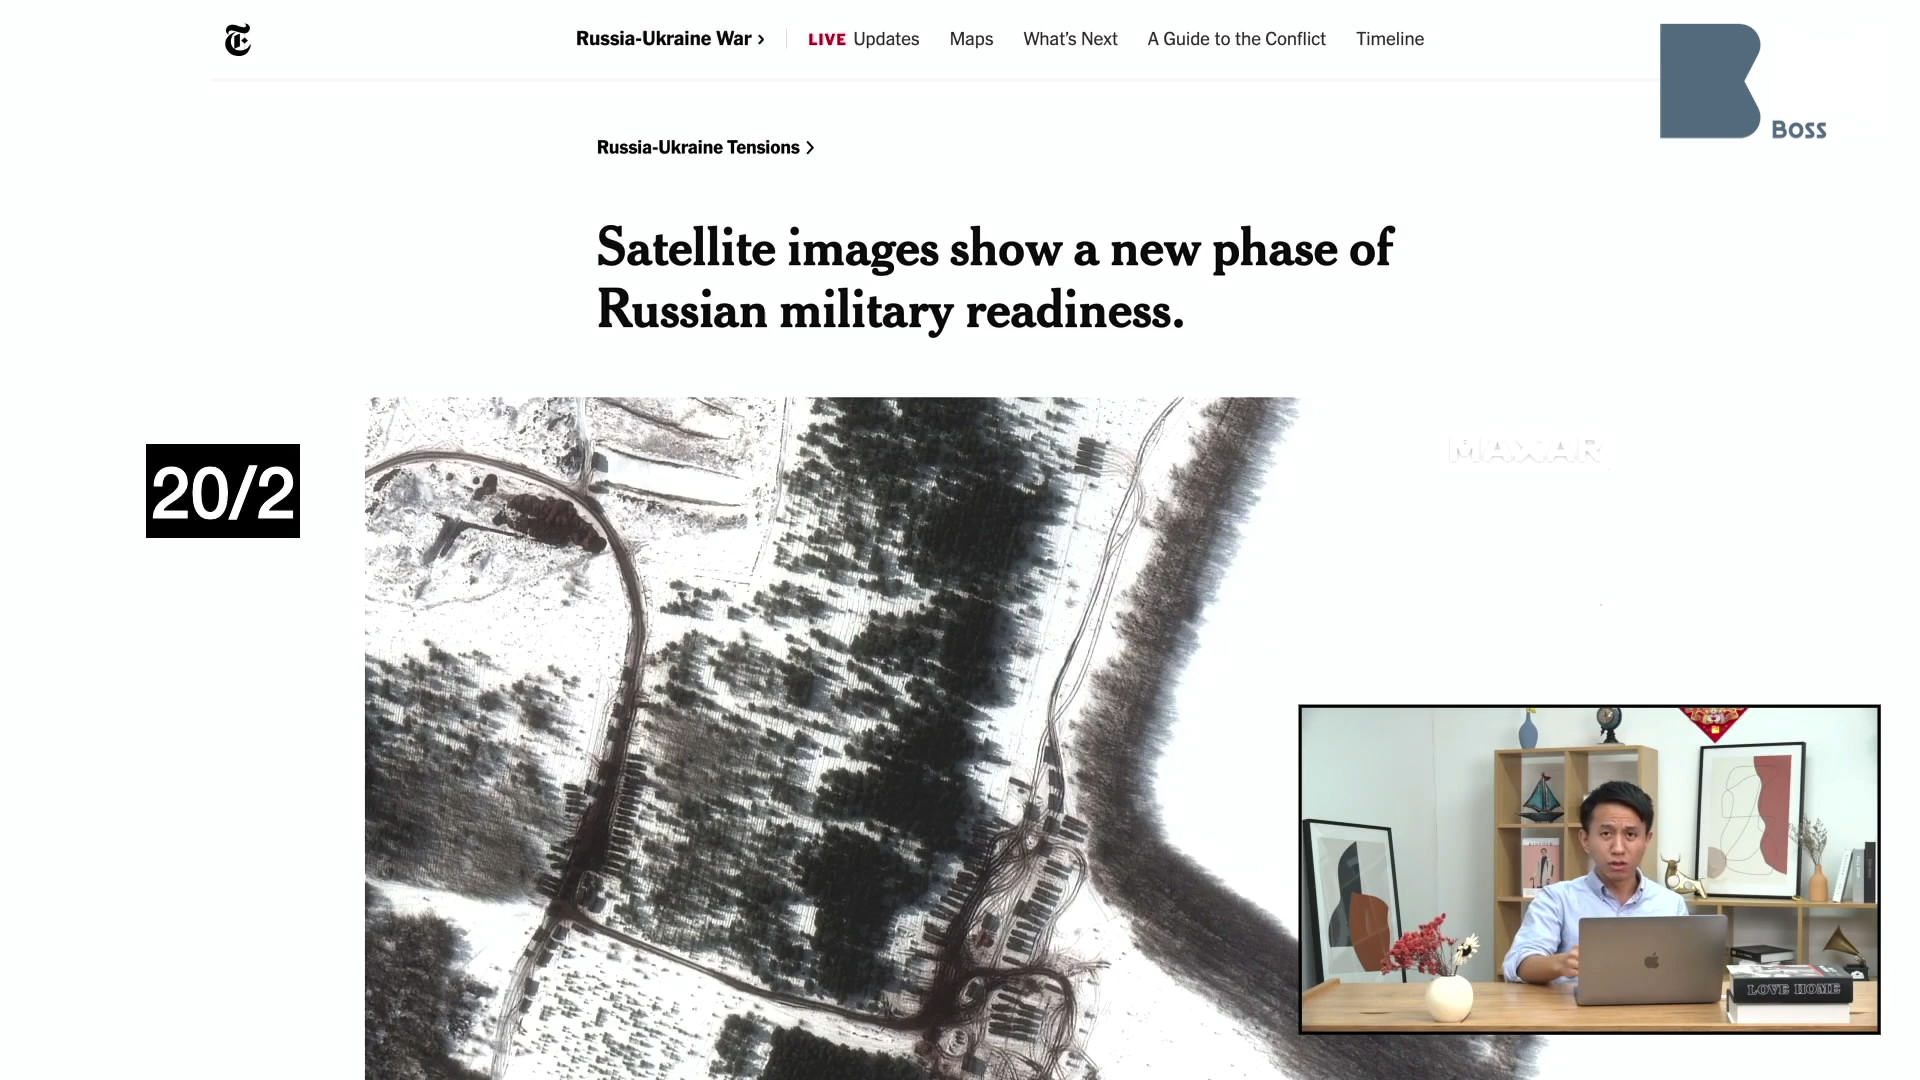 Russia-Ukraine War
LIVE Updates
Maps
What's Next
A Guide to the Conflict
Timeline
Boss
Russia-Ukraine Tensions
Satellite images show a new phase of
Russian military readiness.
20/2
MAXAR
LOVE HOME